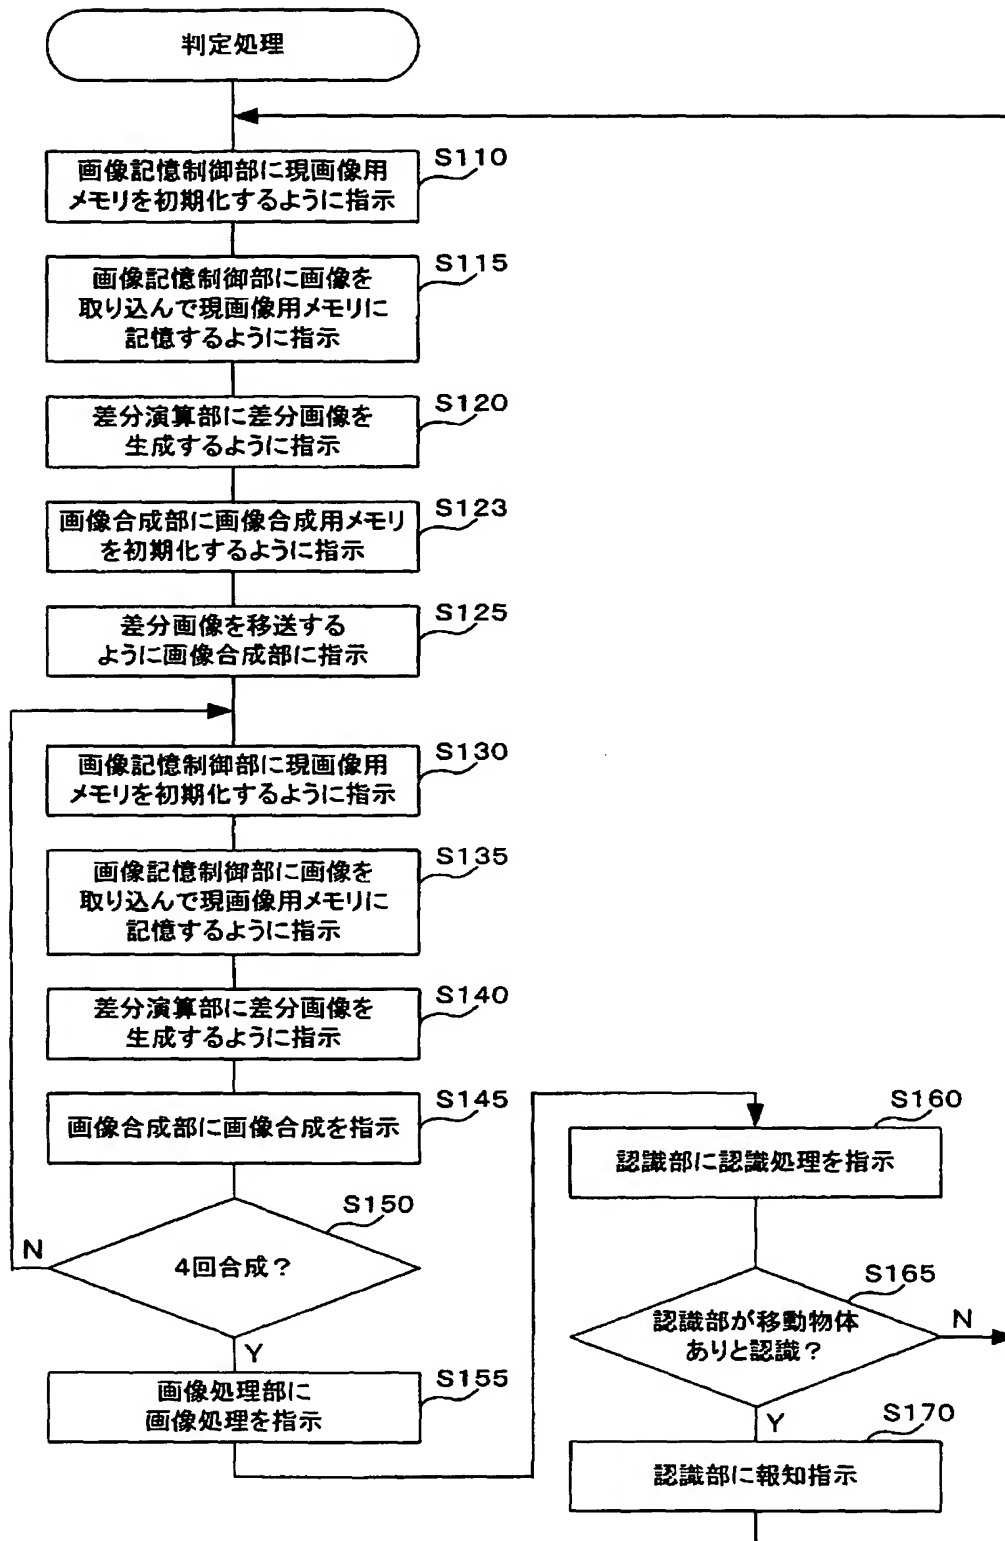 判定処理
S110
画像記憶制御部に現画像用
メモリを初期化するように指示
S115
画像記憶制御部に画像を
取り込んで現画像用メモリに
記憶するように指示
S120
差分演算部に差分画像を
生成するように指示
S123
画像合成部に画像合成用メモリ
を初期化するように指示
S125
差分画像を移送する
ように画像合成部に指示
S130
画像記憶制御部に現画像用
メモリを初期化するように指示
S135
画像記憶制御部に画像を
取り込んで現画像用メモリに
記憶するように指示
S140
差分演算部に差分画像を
生成するように指示
S145
画像合成部に画像合成を指示
S150
N
4回合成?
Y
S155
画像処理部に
画像処理を指示
S160
認識部に認識処理を指示
S165
認識部が移動物体
ありと認識?
N
Y
S170
認識部に報知指示